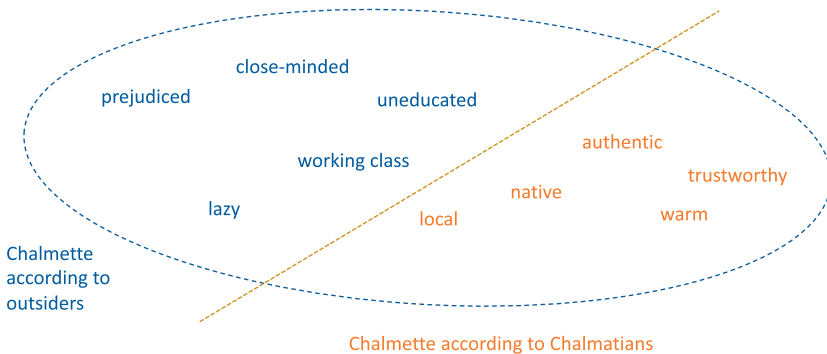 close-minded
prejudiced
uneducated
authentic
working class
trustworthy
native
lazy
local
warm
Chalmette
according to
outsiders
Chalmette according to Chalmatians